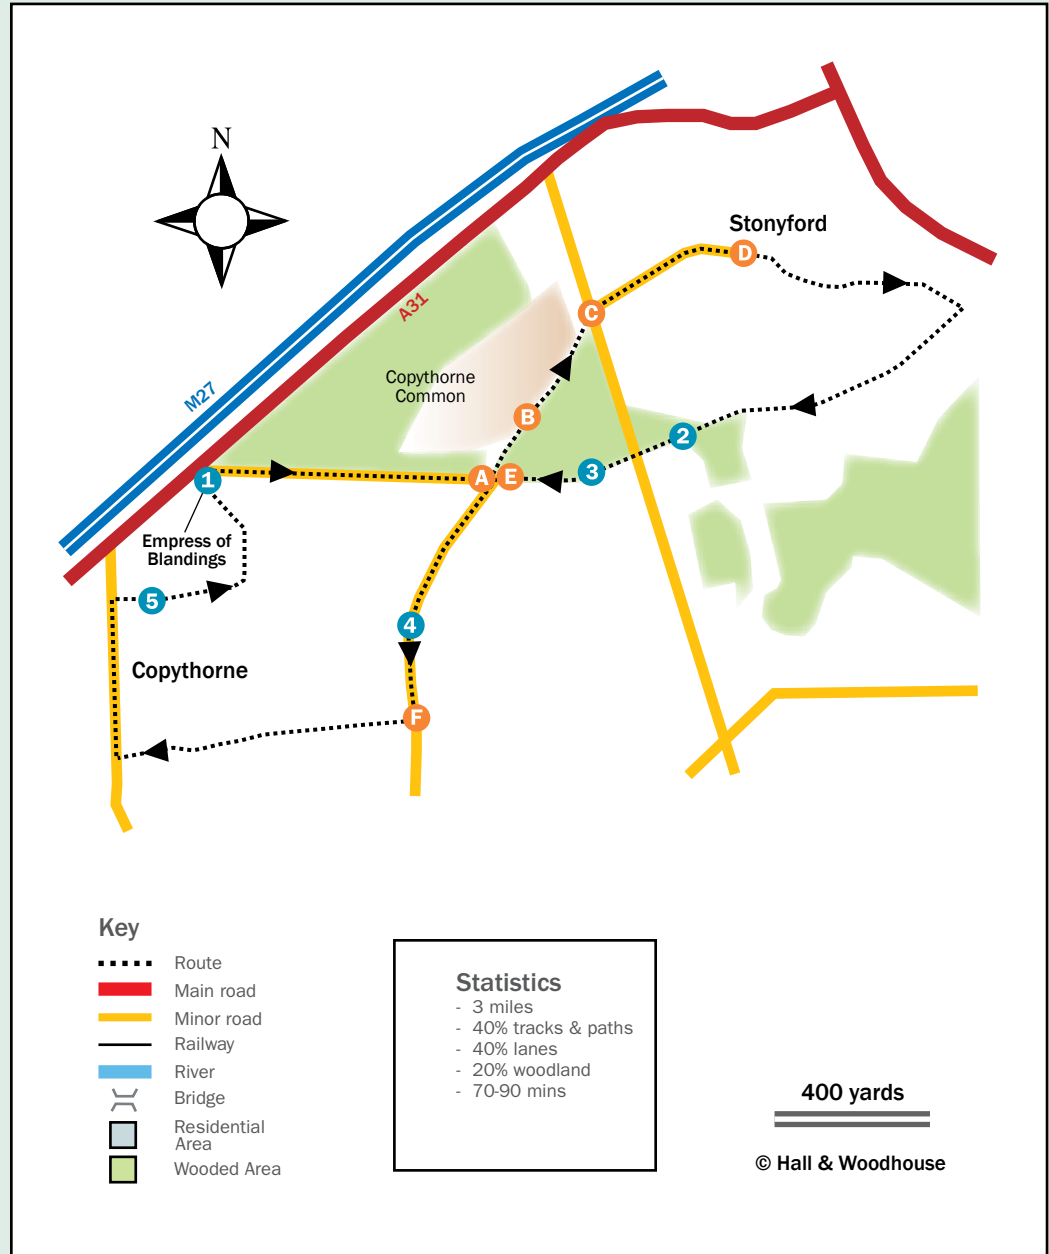 N
Stonyford
D
C
A31
M27
Copythorne
Common
B
2
1
A
E
3
Empress of
Blandings
5
4
Copythorne
F
Key
Route
Main road
Minor road
Railway
River
Bridge
Residential
Area
Wooded Area
Statistics
- 3 miles
- 40% tracks & paths
- 40% lanes
- 20% woodland
- 70-90 mins
400 yards
© Hall & Woodhouse